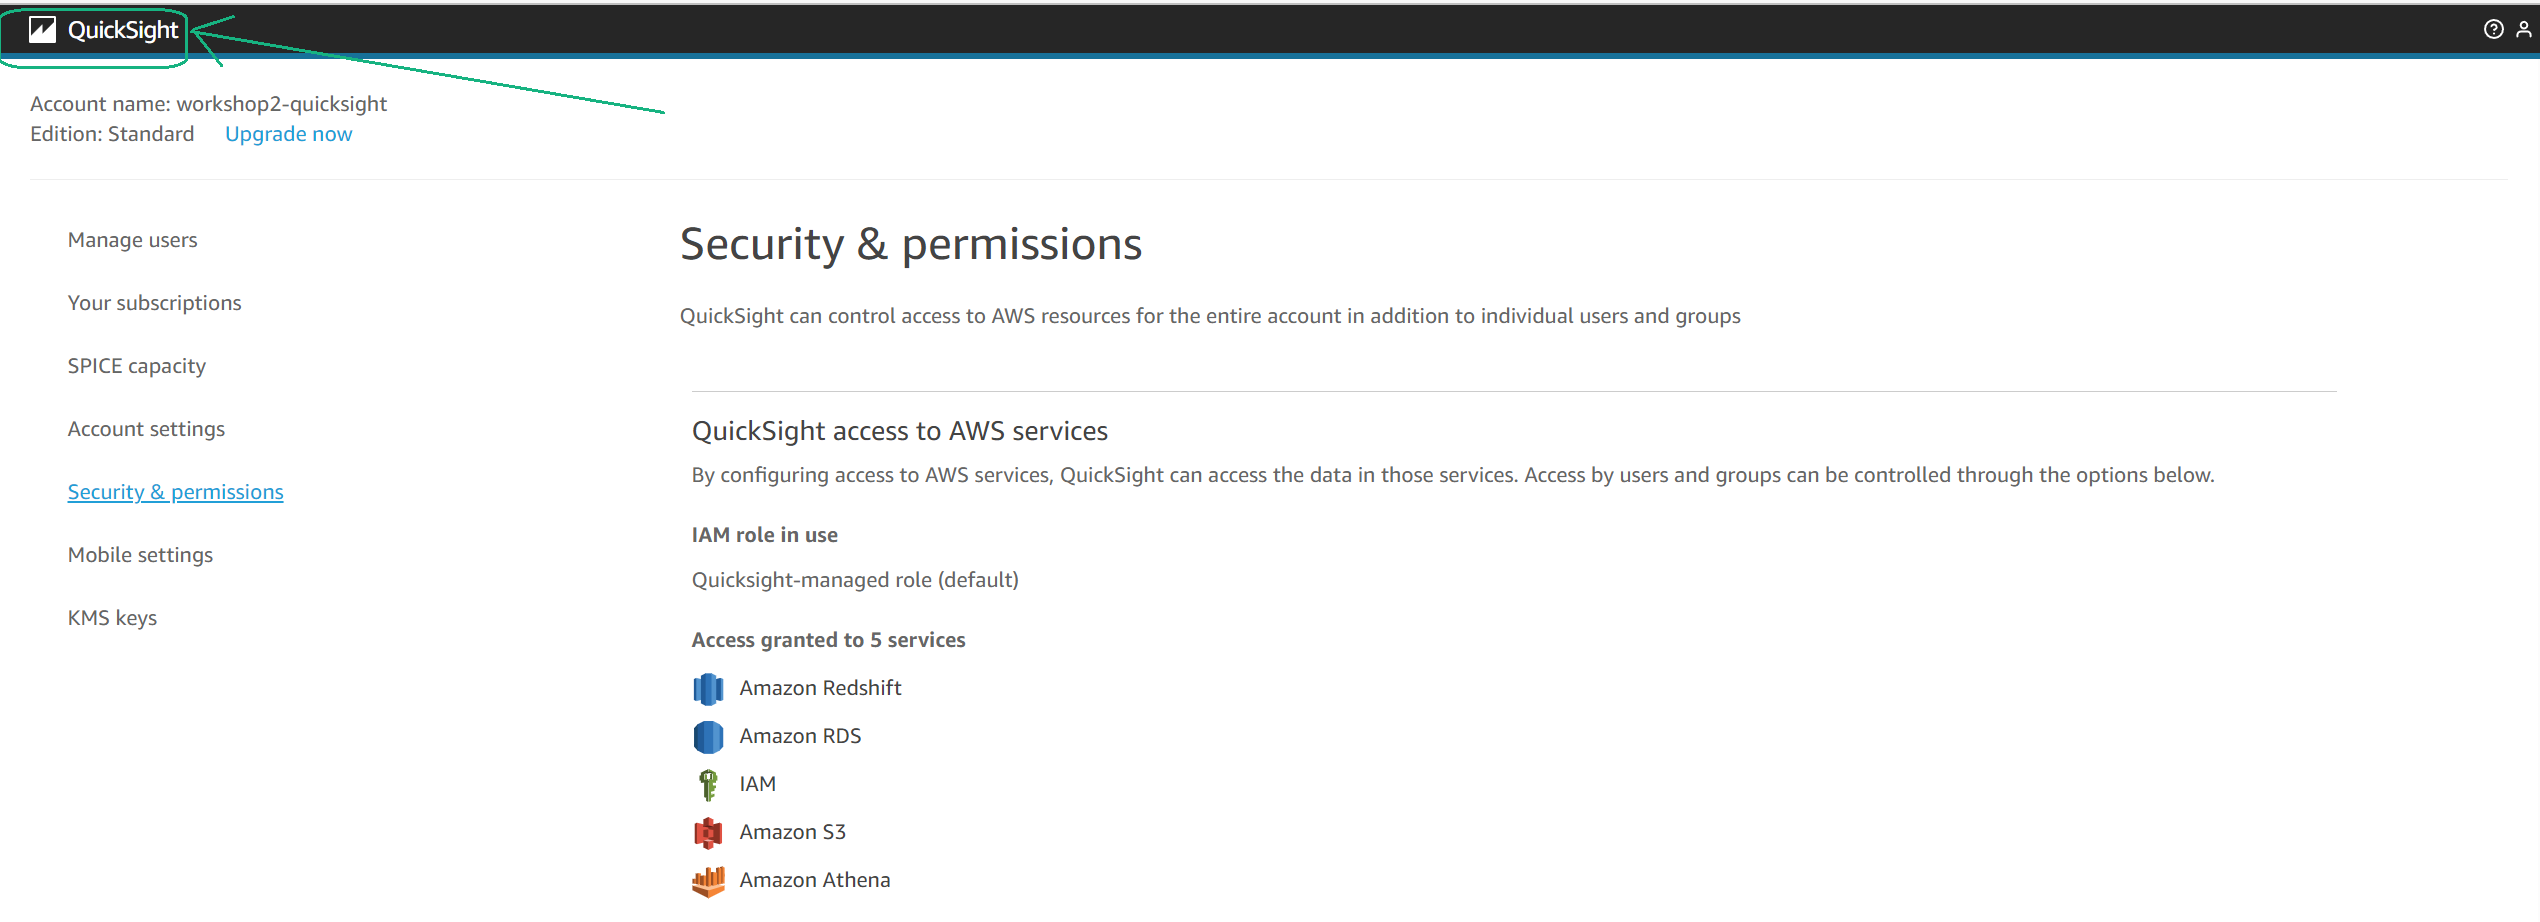 QuickSight
Account name: workshop2-quicksight
Edition: Standard Upgrade now
Manage users
Your subscriptions
SPICE capacity
Account settings
Security & permissions
Mobile settings
KMS keys
Security & permissions
QuickSight can control access to AWS resources for the entire account in addition to individual users and groups
QuickSight access to AWS services
By configuring access to AWS services, QuickSight can access the data in those services. Access by users and groups can be controlled through the options below.
IAM role in use
Quicksight-managed role (default)
Access granted to 5 services
Amazon Redshift
Amazon RDS
IAM
Amazon S3
Amazon Athena